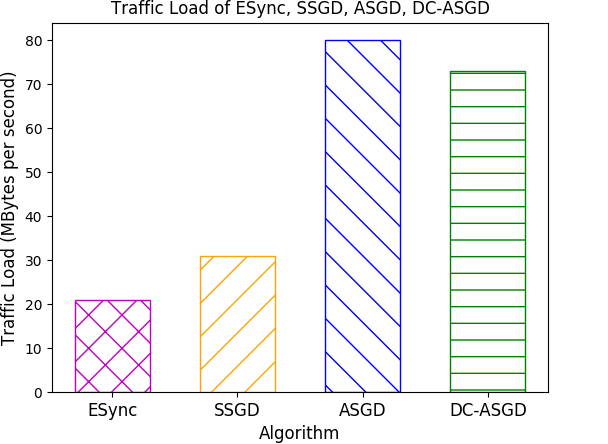 Traffic Load of ESync, SSGD, ASGD, DC-ASGD
Traffic Load (MBytes per second)
80
70
60
50
40
30
20
10
0
ESync SSGD ASGD DC-ASGD
Algorithm